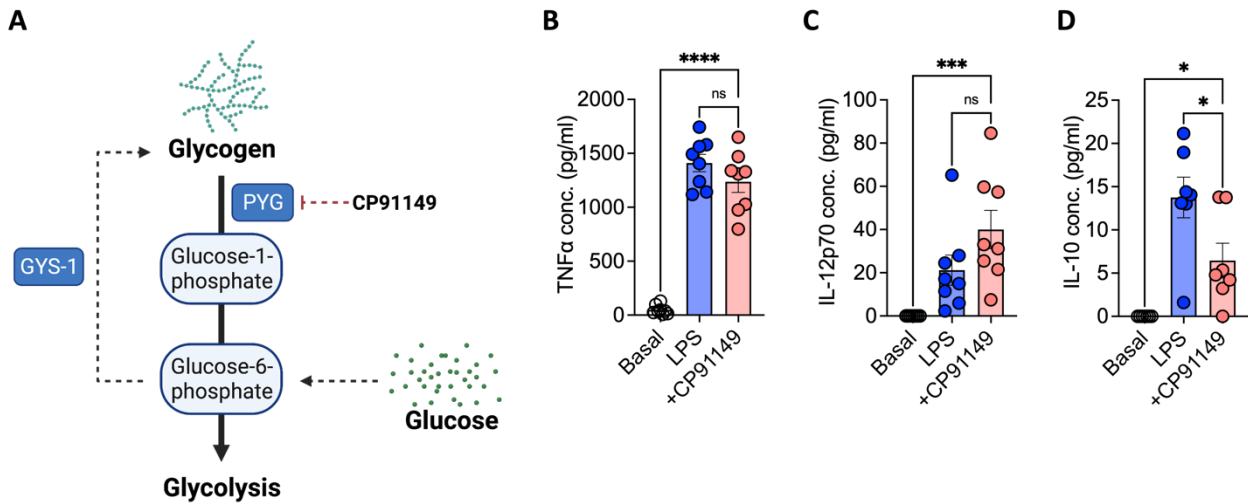 A
Glycogen
PYG
CP91149
GYS-1
Glucose-1-
phosphate
Glucose-6-
phosphate
Glucose
Glycolysis
B
****
ns
TNFα conc. (pg/ml)
2000
1500
1000
500
0
Basal
LPS
+CP91149
C
***
ns
IL-12p70 conc. (pg/ml)
100
80
60
40
20
0
Basal
LPS
+CP91149
D
*
*
IL-10 conc. (pg/ml)
25
20
15
10
5
0
Basal
LPS
+CP91149